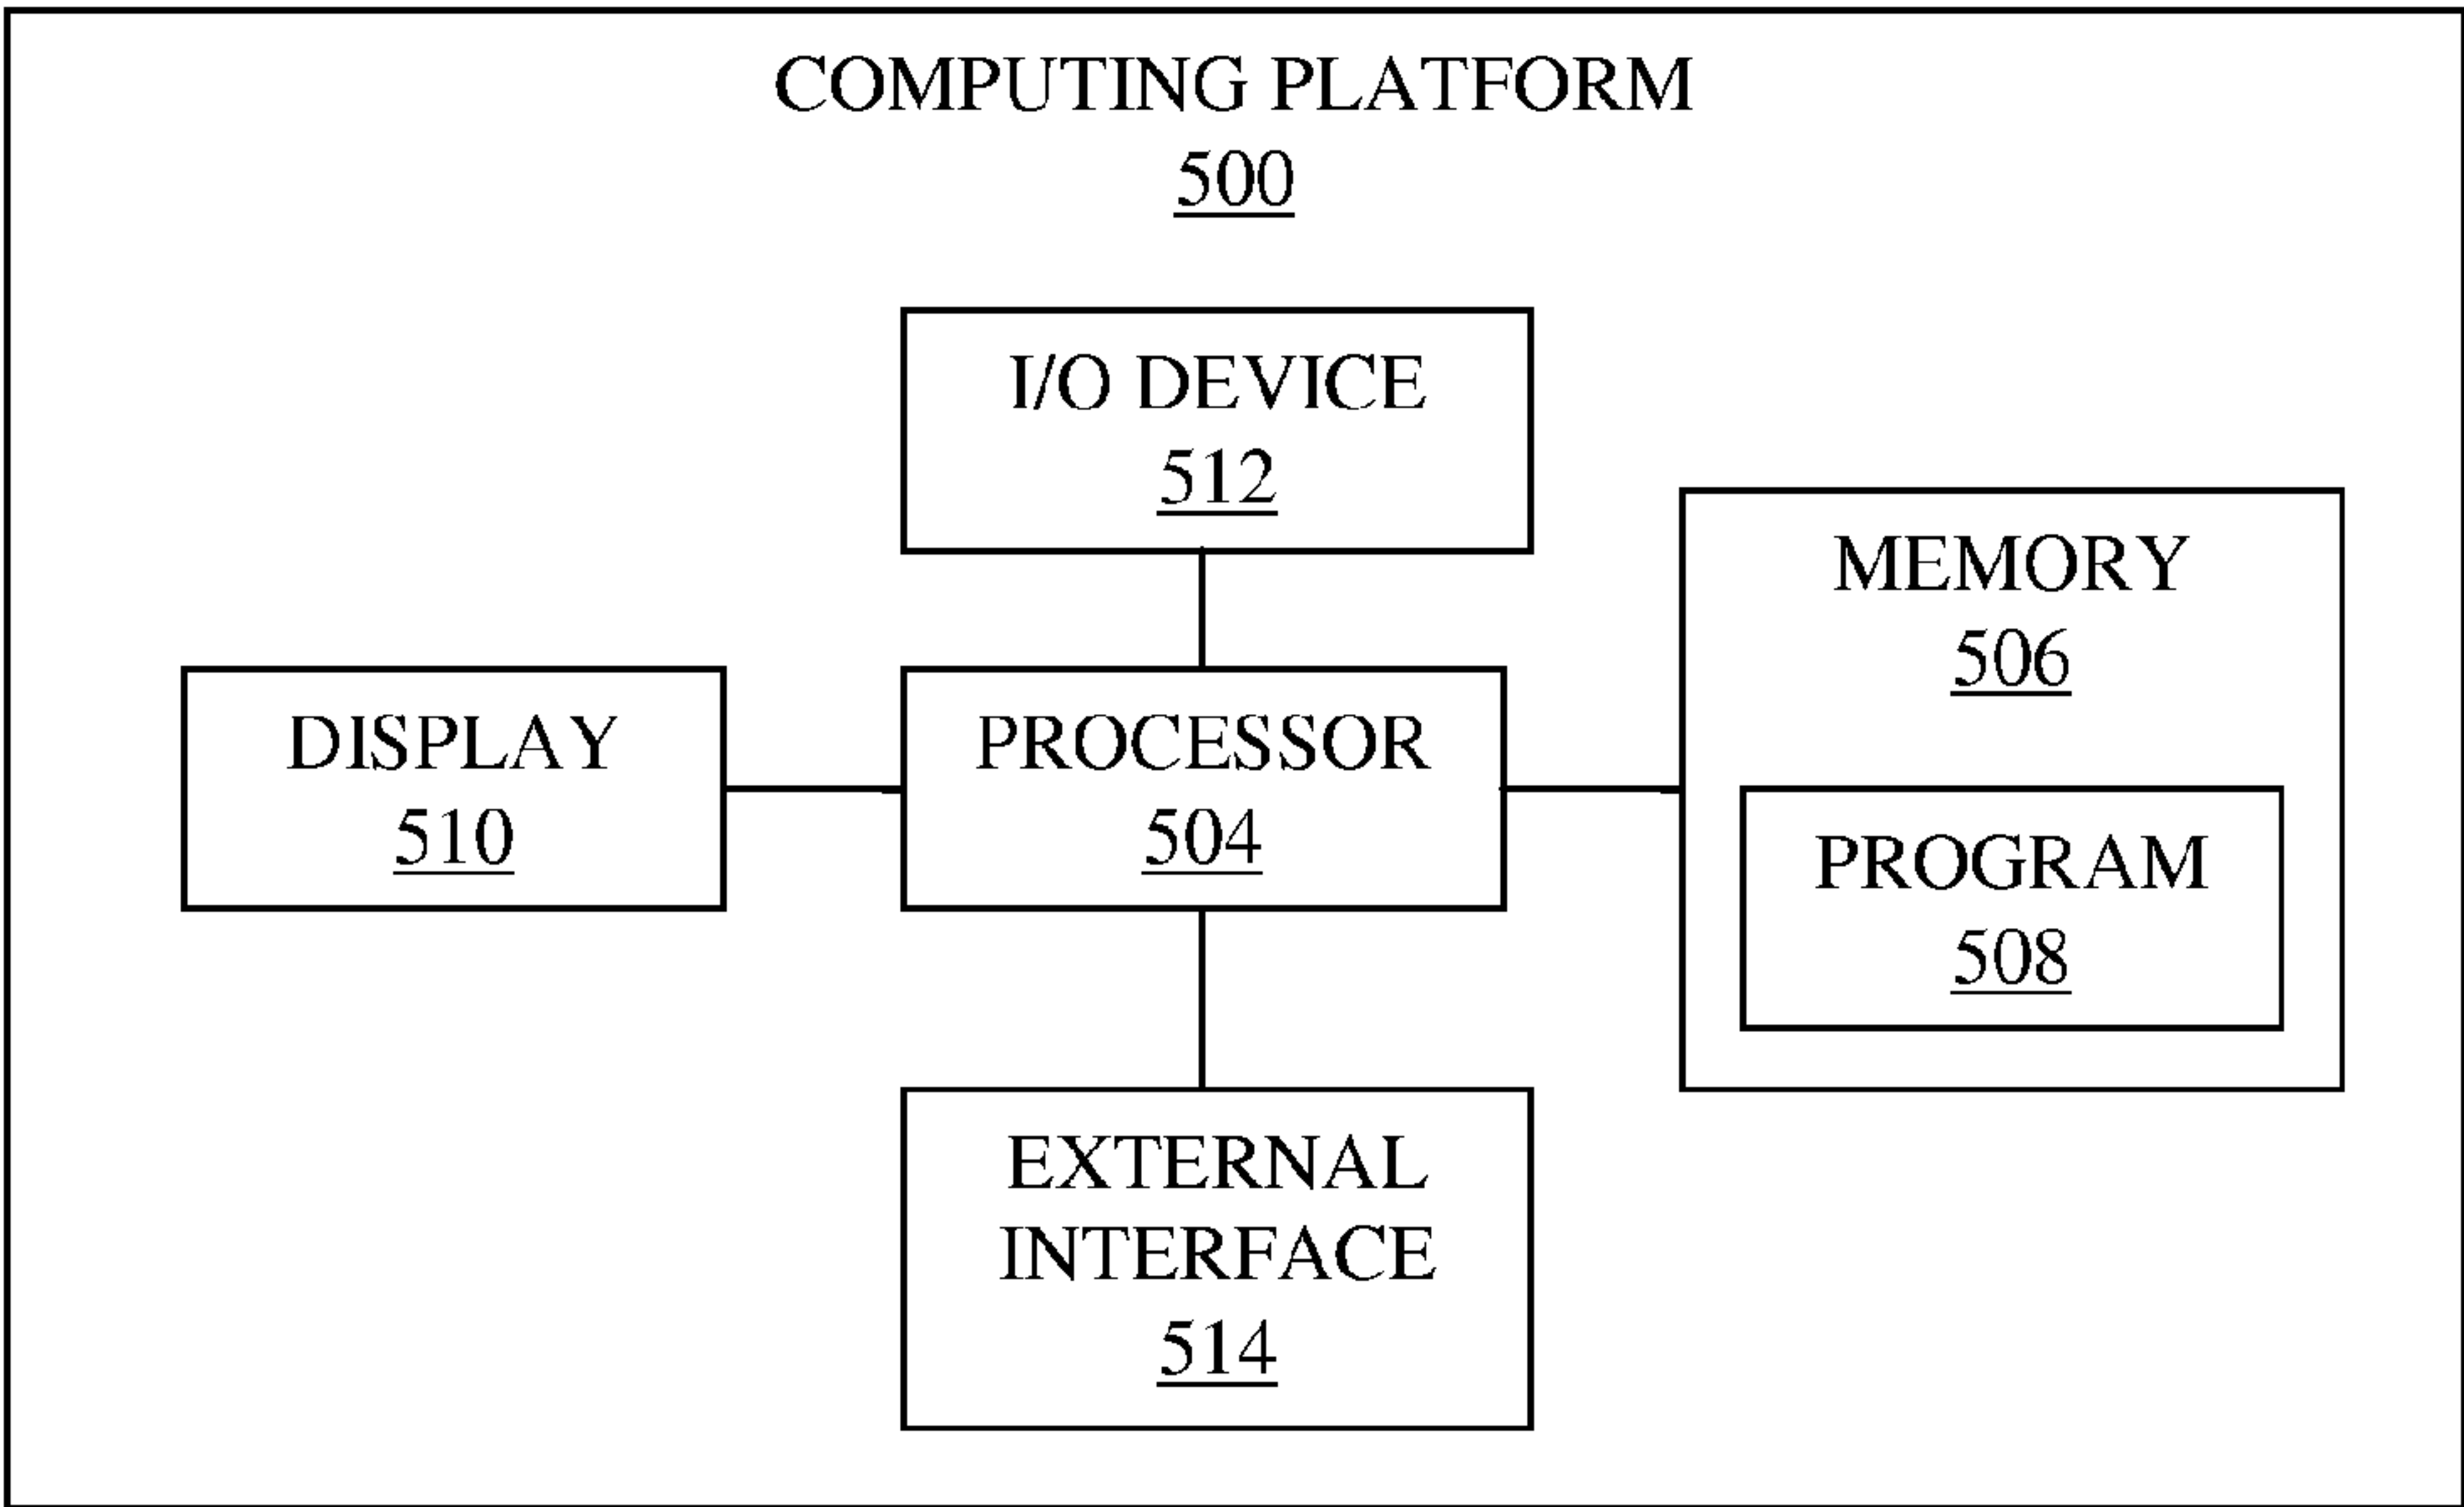 COMPUTING PLATFORM
500
I/O DEVICE
512
MEMORY
506
DISPLAY
510
PROCESSOR
504
PROGRAM
508
EXTERNAL
INTERFACE
514